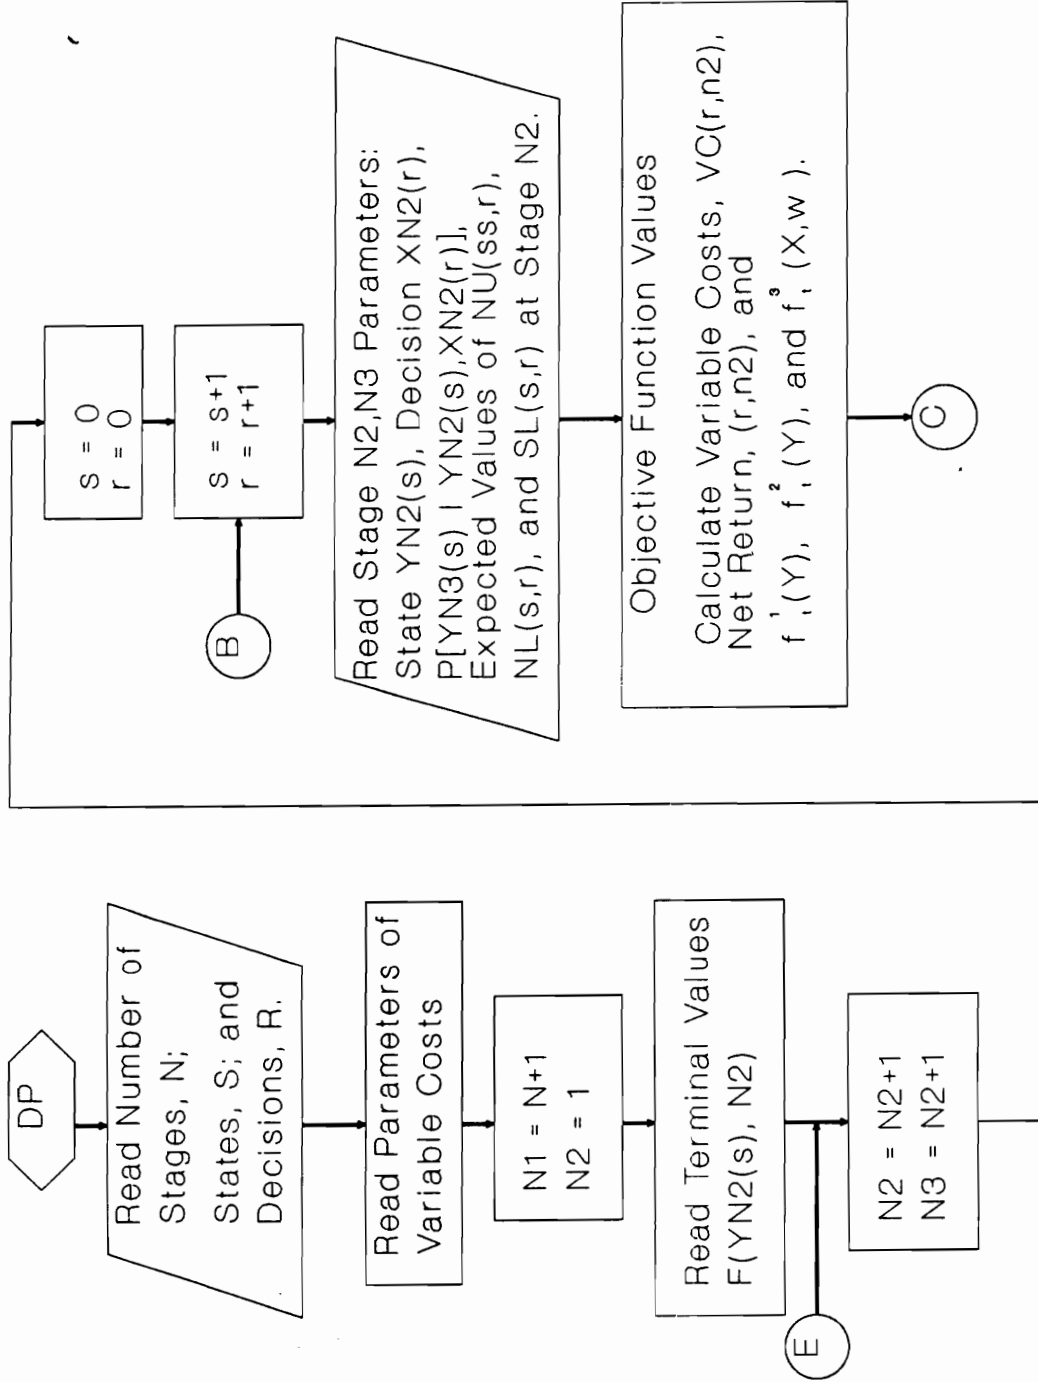 DP
Read Number of
Stages, N;
States, S; and
Decisions, R.
Read Parameters of
Variable Costs
N1 = N+1
N2 = 1
Read Terminal Values
F(YN2(s), N2)
E
N2 = N2+1
N3 = N2+1
s = 0
r = 0
B
s = s+1
r = r+1
Read Stage N2,N3 Parameters:
State YN2(s), Decision XN2(r),
P[YN3(s) | YN2(s),XN2(r)],
Expected Values of NU(ss,r),
NL(s,r), and SL(s,r) at Stage N2.
Objective Function Values
Calculate Variable Costs, VC(r,n2),
Net Return, (r,n2), and
f¹ₜ(Y), f²ₜ(Y), and fₜ³(X,w).
C